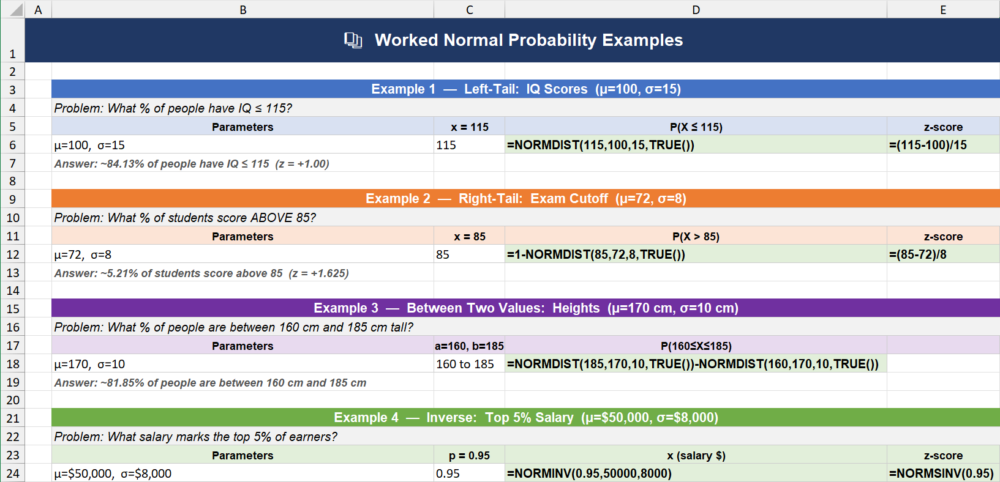 A B C D E
1 Worked Normal Probability Examples
2
3 Example 1 — Left-Tail: IQ Scores (μ=100, σ=15)
4 Problem: What % of people have IQ ≤ 115?
5 Parameters x = 115 P(X ≤ 115) z-score
6 μ=100, σ=15 115 =NORMDIST(115,100,15,TRUE()) =(115-100)/15
7 Answer: ~84.13% of people have IQ ≤ 115 (z = +1.00)
8
9 Example 2 — Right-Tail: Exam Cutoff (μ=72, σ=8)
10 Problem: What % of students score ABOVE 85?
11 Parameters x = 85 P(X > 85) z-score
12 μ=72, σ=8 85 =1-NORMDIST(85,72,8,TRUE()) =(85-72)/8
13 Answer: ~5.21% of students score above 85 (z = +1.625)
14
15 Example 3 — Between Two Values: Heights (μ=170 cm, σ=10 cm)
16 Problem: What % of people are between 160 cm and 185 cm tall?
17 Parameters a=160, b=185 P(160≤X≤185)
18 μ=170, σ=10 160 to 185 =NORMDIST(185,170,10,TRUE())-NORMDIST(160,170,10,TRUE())
19 Answer: ~81.85% of people are between 160 cm and 185 cm
20
21 Example 4 — Inverse: Top 5% Salary (μ=$50,000, σ=$8,000)
22 Problem: What salary marks the top 5% of earners?
23 Parameters p = 0.95 x (salary $) z-score
24 μ=$50,000, σ=$8,000 0.95 =NORMINV(0.95,50000,8000) =NORMSINV(0.95)